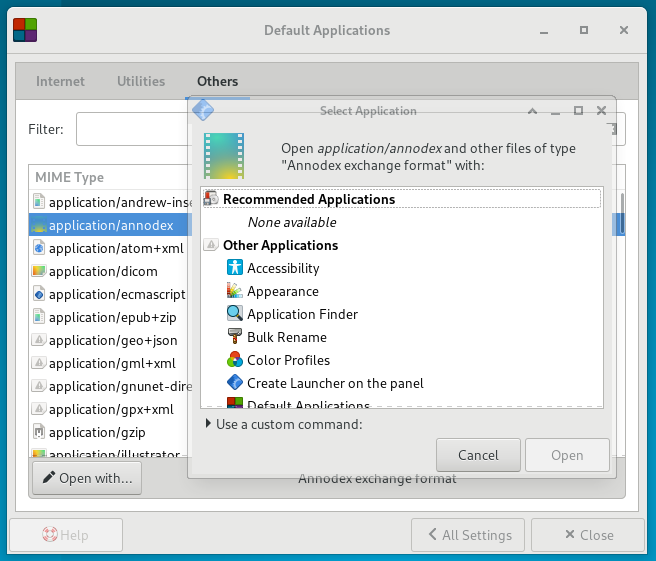 Default Applications
Internet Utilities Others
Filter:
MIME Type
application/andrew-inse
application/annodex
application/atom+xml
application/dicom
application/ecmascript
application/epub+zip
application/geo+json
application/gml+xml
application/gnunet-dire
application/gpx+xml
application/gzip
application/illustrator
Open with...
Annodex exchange format
Help
All Settings
Close
Select Application
Open application/annodex and other files of type
"Annodex exchange format" with:
Recommended Applications
None available
Other Applications
Accessibility
Appearance
Application Finder
Bulk Rename
Color Profiles
Create Launcher on the panel
Default Applications
Use a custom command:
Cancel
Open